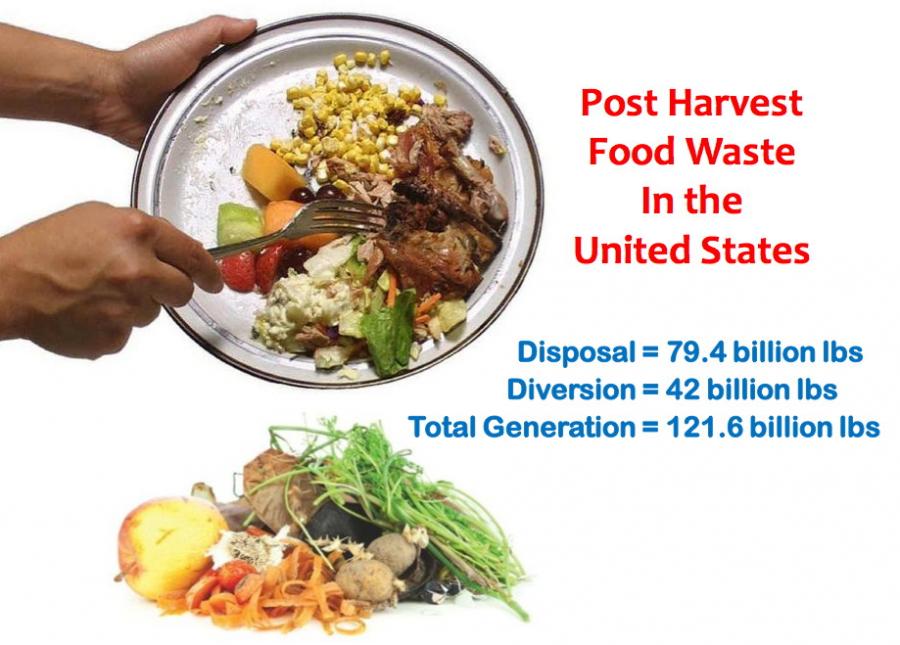 Post Harvest
Food Waste
In the
United States
Disposal = 79.4 billion lbs
Diversion = 42 billion lbs
Total Generation = 121.6 billion lbs